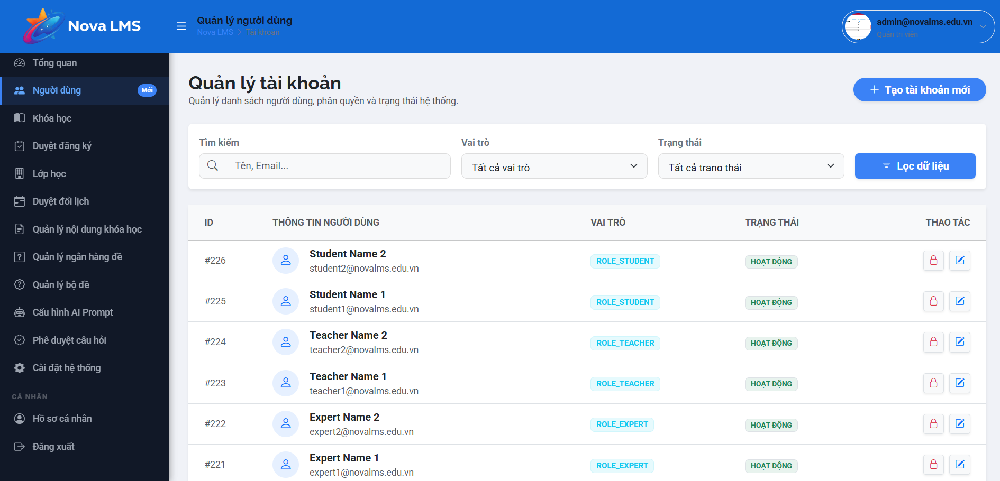 Nova LMS
Quản lý người dùng
Nova LMS > Tài khoản
admin@novalms.edu.vn
Quản trị viên
Tổng quan
Người dùng Mới
Khóa học
Duyệt đăng ký
Lớp học
Duyệt đổi lịch
Quản lý nội dung khóa học
Quản lý ngân hàng đề
Quản lý bộ đề
Cấu hình AI Prompt
Phê duyệt câu hỏi
Cài đặt hệ thống
CÁ NHÂN
Hồ sơ cá nhân
Đăng xuất
Quản lý tài khoản
Quản lý danh sách người dùng, phân quyền và trạng thái hệ thống.
+ Tạo tài khoản mới
Tìm kiếm Vai trò Trạng thái
Tên, Email... Tất cả vai trò Tất cả trạng thái Lọc dữ liệu
ID THÔNG TIN NGƯỜI DÙNG VAI TRÒ TRẠNG THÁI THAO TÁC
#226 Student Name 2 ROLE_STUDENT HOẠT ĐỘNG
student2@novalms.edu.vn
#225 Student Name 1 ROLE_STUDENT HOẠT ĐỘNG
student1@novalms.edu.vn
#224 Teacher Name 2 ROLE_TEACHER HOẠT ĐỘNG
teacher2@novalms.edu.vn
#223 Teacher Name 1 ROLE_TEACHER HOẠT ĐỘNG
teacher1@novalms.edu.vn
#222 Expert Name 2 ROLE_EXPERT HOẠT ĐỘNG
expert2@novalms.edu.vn
#221 Expert Name 1 ROLE_EXPERT HOẠT ĐỘNG
expert1@novalms.edu.vn